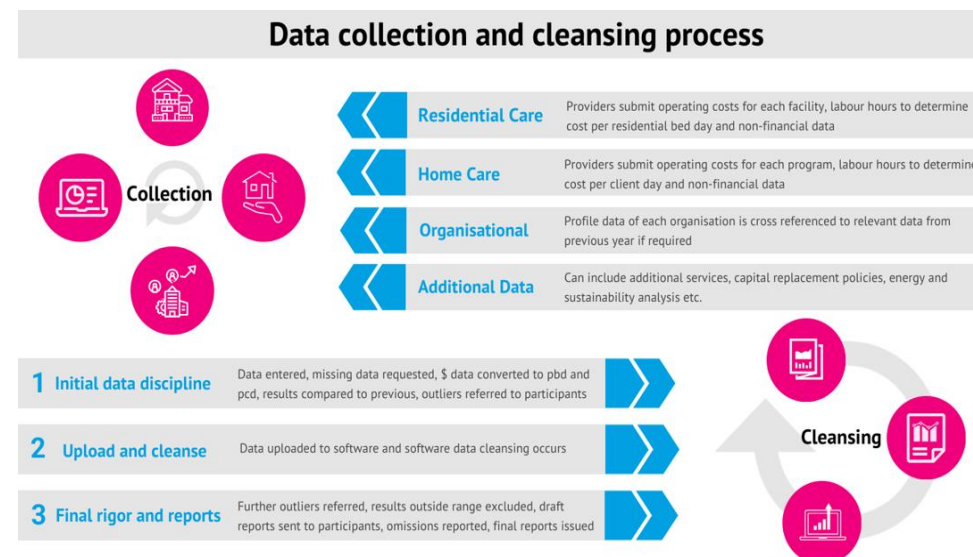 Data collection and cleansing process
Collection
Residential Care
Providers submit operating costs for each facility, labour hours to determine
cost per residential bed day and non-financial data
Home Care
Providers submit operating costs for each program, labour hours to determine
cost per client day and non-financial data
Organisational
Profile data of each organisation is cross referenced to relevant data from
previous year if required
Additional Data
Can include additional services, capital replacement policies, energy and
sustainability analysis etc.
1 Initial data discipline
Data entered, missing data requested, $ data converted to pbd and
pcd, results compared to previous, outliers referred to participants
2 Upload and cleanse
Data uploaded to software and software data cleansing occurs
3 Final rigor and reports
Further outliers referred, results outside range excluded, draft
reports sent to participants, omissions reported, final reports issued
Cleansing